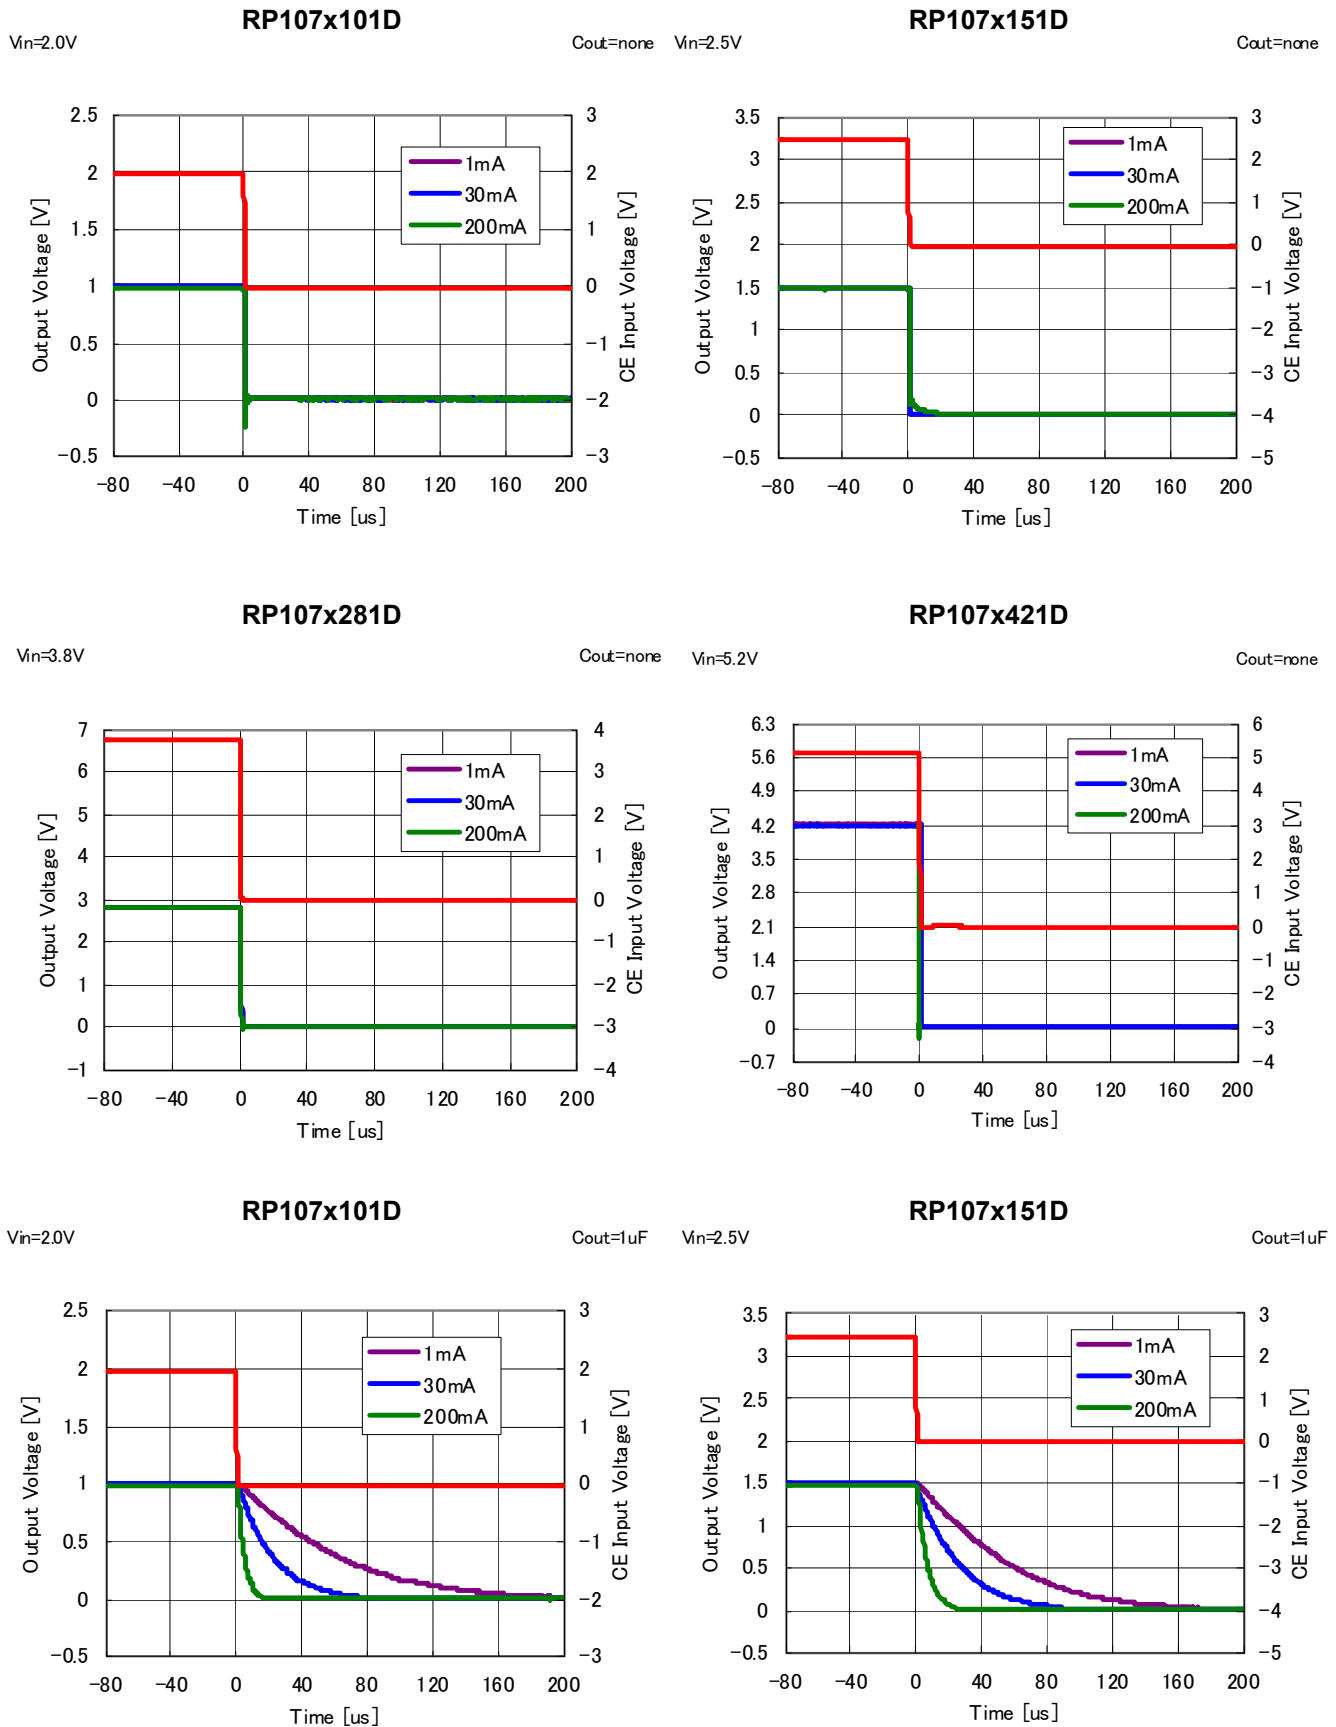 RP107x101D
Vin=2.0V
Cout=none
2.5
2
1.5
1
0.5
0
−0.5
3
2
1
0
−1
−2
−3
−80 −40 0 40 80 120 160 200
Output Voltage [V]
CE Input Voltage [V]
Time [us]
1mA
30mA
200mA
RP107x151D
Vin=2.5V
Cout=none
3.5
3
2.5
2
1.5
1
0.5
0
−0.5
3
2
1
0
−1
−2
−3
−4
−5
−80 −40 0 40 80 120 160 200
Output Voltage [V]
CE Input Voltage [V]
Time [us]
1mA
30mA
200mA
RP107x281D
Vin=3.8V
Cout=none
7
6
5
4
3
2
1
0
−1
4
3
2
1
0
−1
−2
−3
−4
−80 −40 0 40 80 120 160 200
Output Voltage [V]
CE Input Voltage [V]
Time [us]
1mA
30mA
200mA
RP107x421D
Vin=5.2V
Cout=none
6.3
5.6
4.9
4.2
3.5
2.8
2.1
1.4
0.7
0
−0.7
6
5
4
3
2
1
0
−1
−2
−3
−4
−80 −40 0 40 80 120 160 200
Output Voltage [V]
CE Input Voltage [V]
Time [us]
1mA
30mA
200mA
RP107x101D
Vin=2.0V
Cout=1uF
2.5
2
1.5
1
0.5
0
−0.5
3
2
1
0
−1
−2
−3
−80 −40 0 40 80 120 160 200
Output Voltage [V]
CE Input Voltage [V]
Time [us]
1mA
30mA
200mA
RP107x151D
Vin=2.5V
Cout=1uF
3.5
3
2.5
2
1.5
1
0.5
0
−0.5
3
2
1
0
−1
−2
−3
−4
−5
−80 −40 0 40 80 120 160 200
Output Voltage [V]
CE Input Voltage [V]
Time [us]
1mA
30mA
200mA